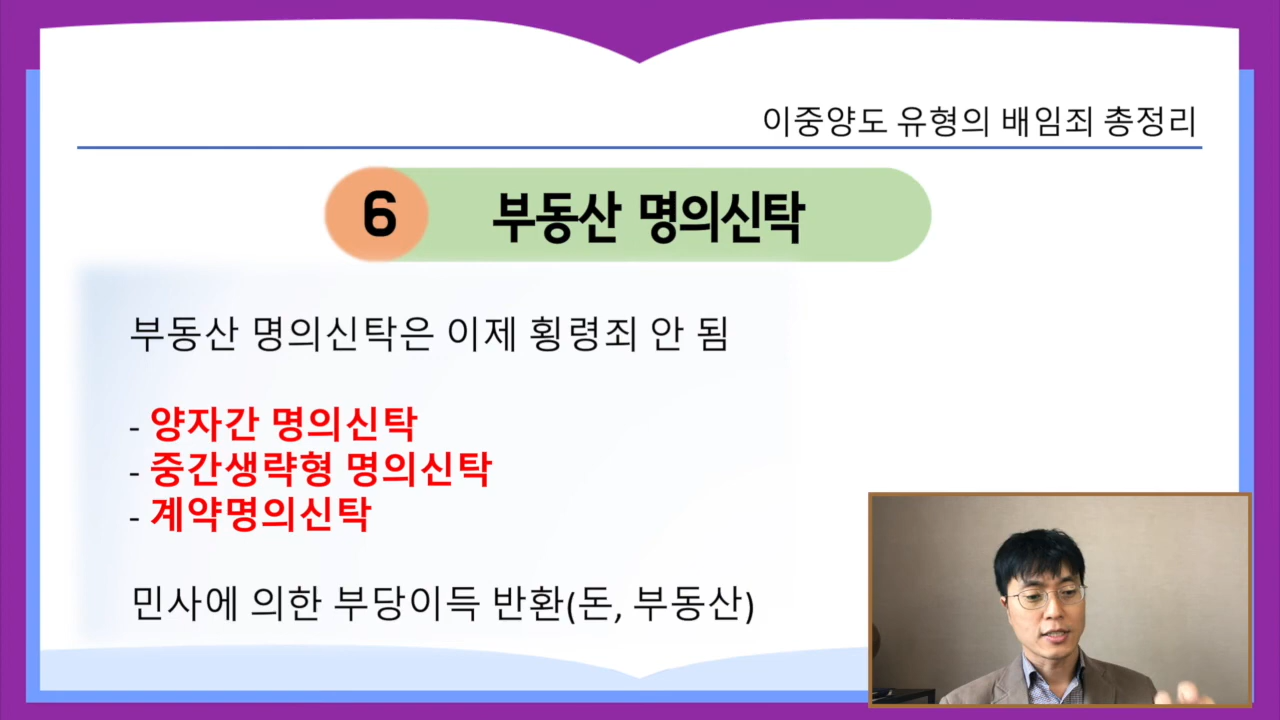 이중양도 유형의 배임죄 총정리
6 부동산 명의신탁
부동산 명의신탁은 이제 횡령죄 안 됨
- 양자간 명의신탁
- 중간생략형 명의신탁
- 계약명의신탁
민사에 의한 부당이득 반환(돈, 부동산)